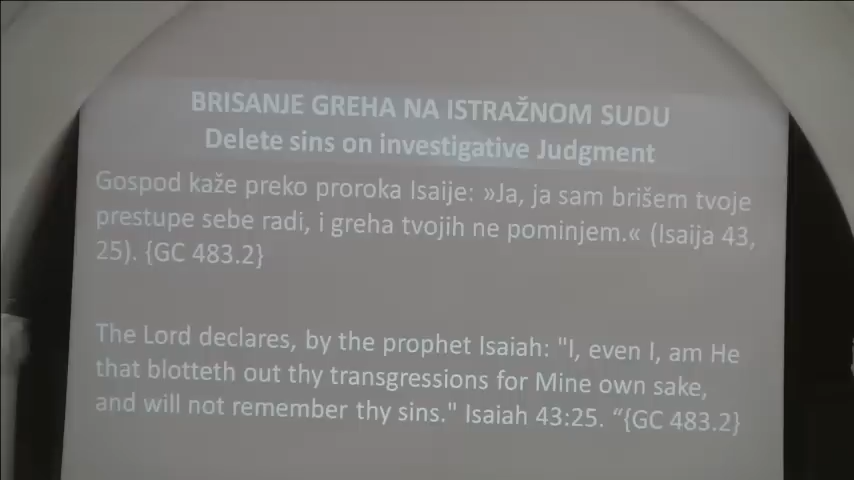 BRISANJE GREHA NA ISTRAŽNOM SUDU
Delete sins on investigative Judgment
Gospod kaže preko proroka Isaije: »Ja, ja sam brišem tvoje
prestupe sebe radi, i greha tvojih ne pominjem.« (Isaija 43,
25). {GC 483.2}
The Lord declares, by the prophet Isaiah: "I, even I, am He
that blotteth out thy transgressions for Mine own sake,
and will not remember thy sins." Isaiah 43:25. “{GC 483.2}